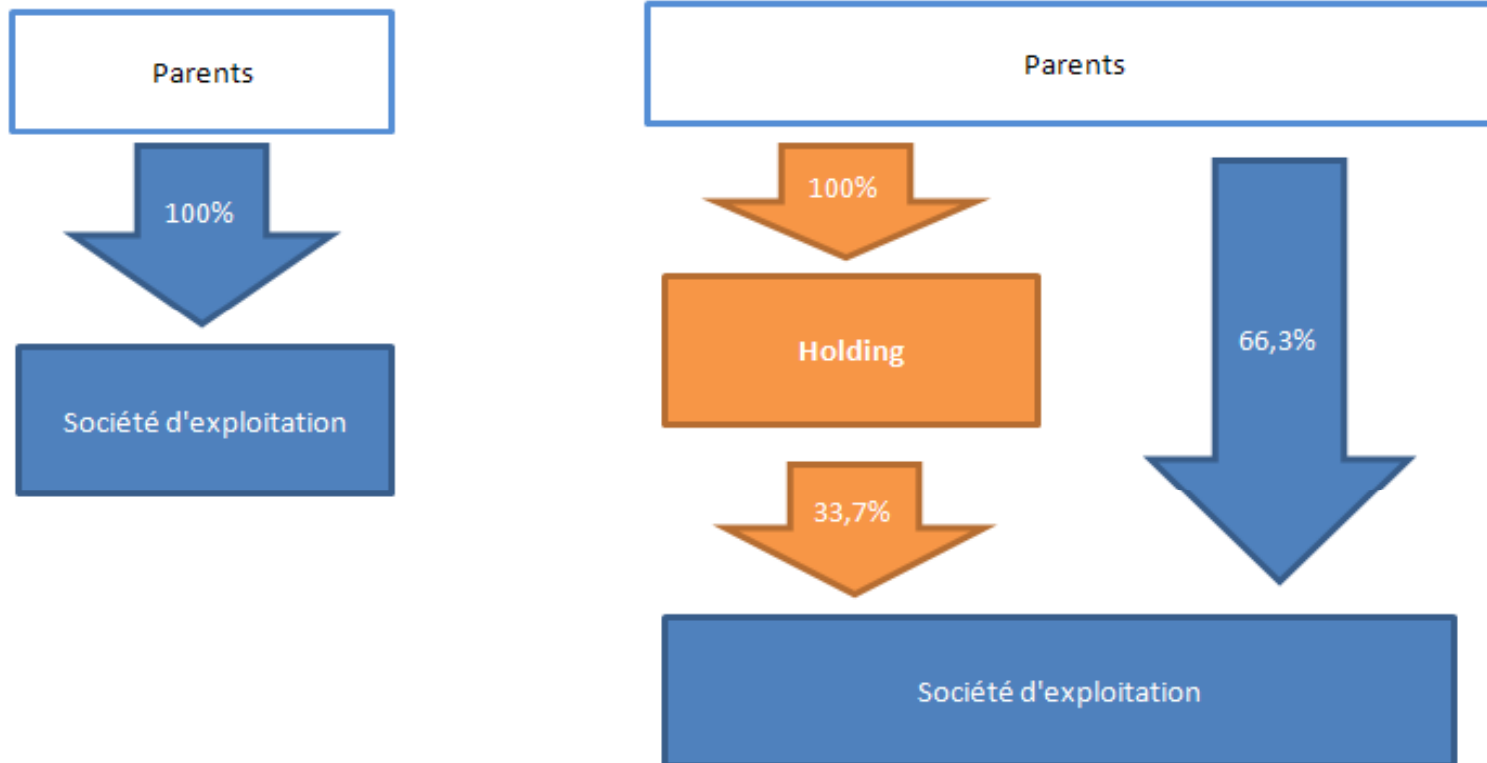 Parents
100%
Société d'exploitation
Parents
100%
Holding
66,3%
33,7%
Société d'exploitation